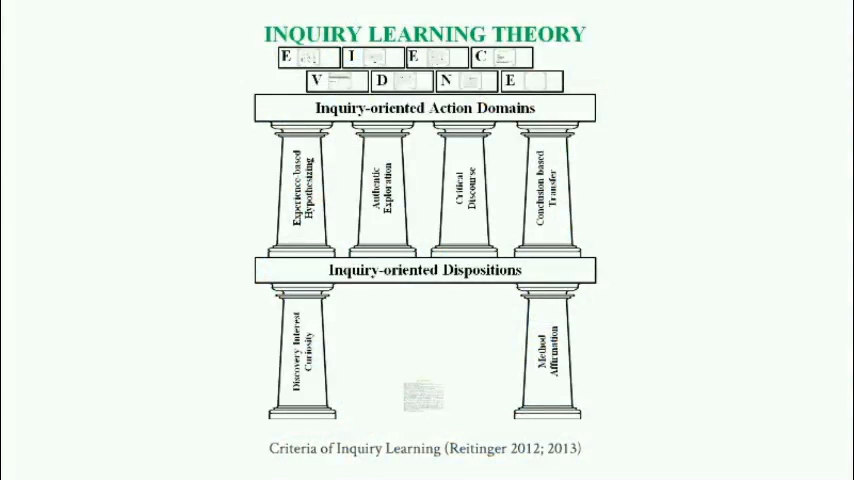 INQUIRY LEARNING THEORY
E I E C
V D N E
Inquiry-oriented Action Domains
Experience-based
Hypothesizing
Authentic
Exploration
Critical
Discourse
Conclusion based
Transfer
Inquiry-oriented Dispositions
Discovery Interest
Curiosity
Method
Affirmation
Criteria of Inquiry Learning (Reitinger 2012; 2013)